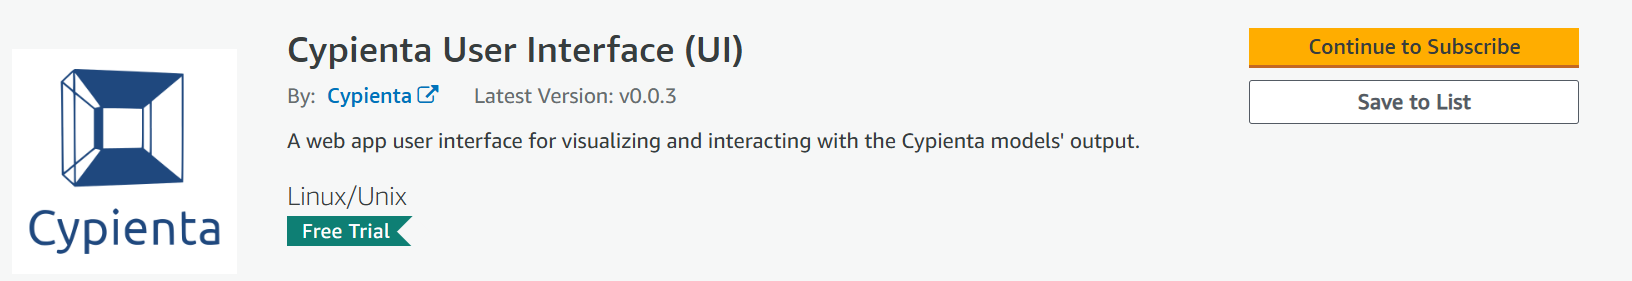 Cypienta User Interface (UI)
By: Cypienta
Latest Version: v0.0.3
A web app user interface for visualizing and interacting with the Cypienta models' output.
Linux/Unix
Free Trial
Continue to Subscribe
Save to List
Cypienta